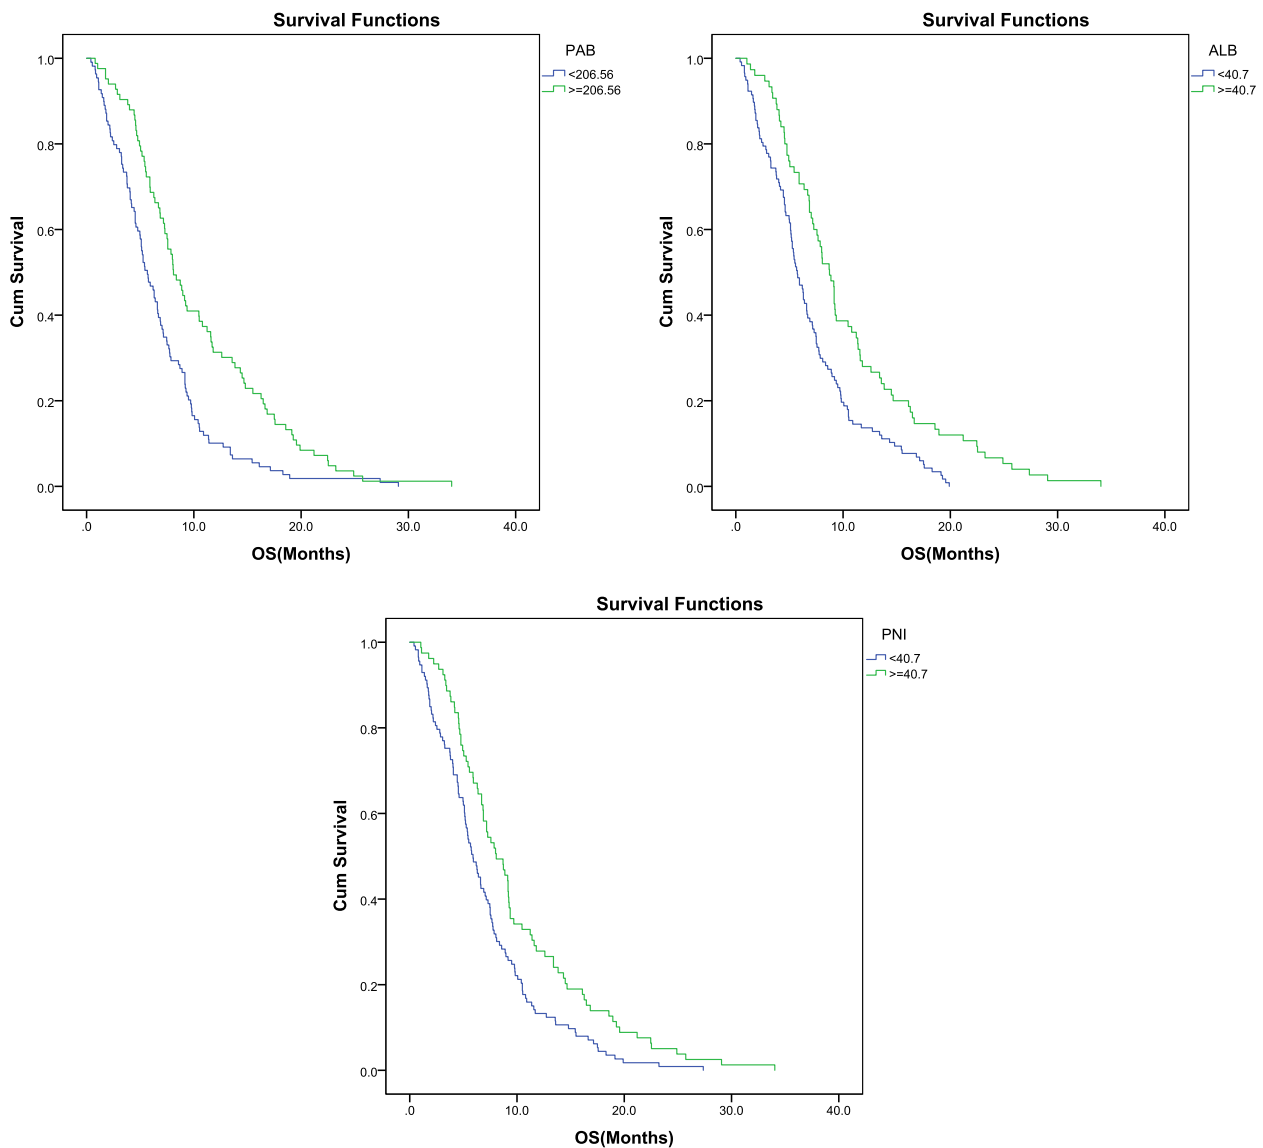 Survival Functions
PAB
<206.56
>=206.56
1.0
0.8
0.6
0.4
0.2
0.0
Cum Survival
.0 10.0 20.0 30.0 40.0
OS(Months)
Survival Functions
ALB
<40.7
>=40.7
1.0
0.8
0.6
0.4
0.2
0.0
Cum Survival
.0 10.0 20.0 30.0 40.0
OS(Months)
Survival Functions
PNI
<40.7
>=40.7
1.0
0.8
0.6
0.4
0.2
0.0
Cum Survival
.0 10.0 20.0 30.0 40.0
OS(Months)